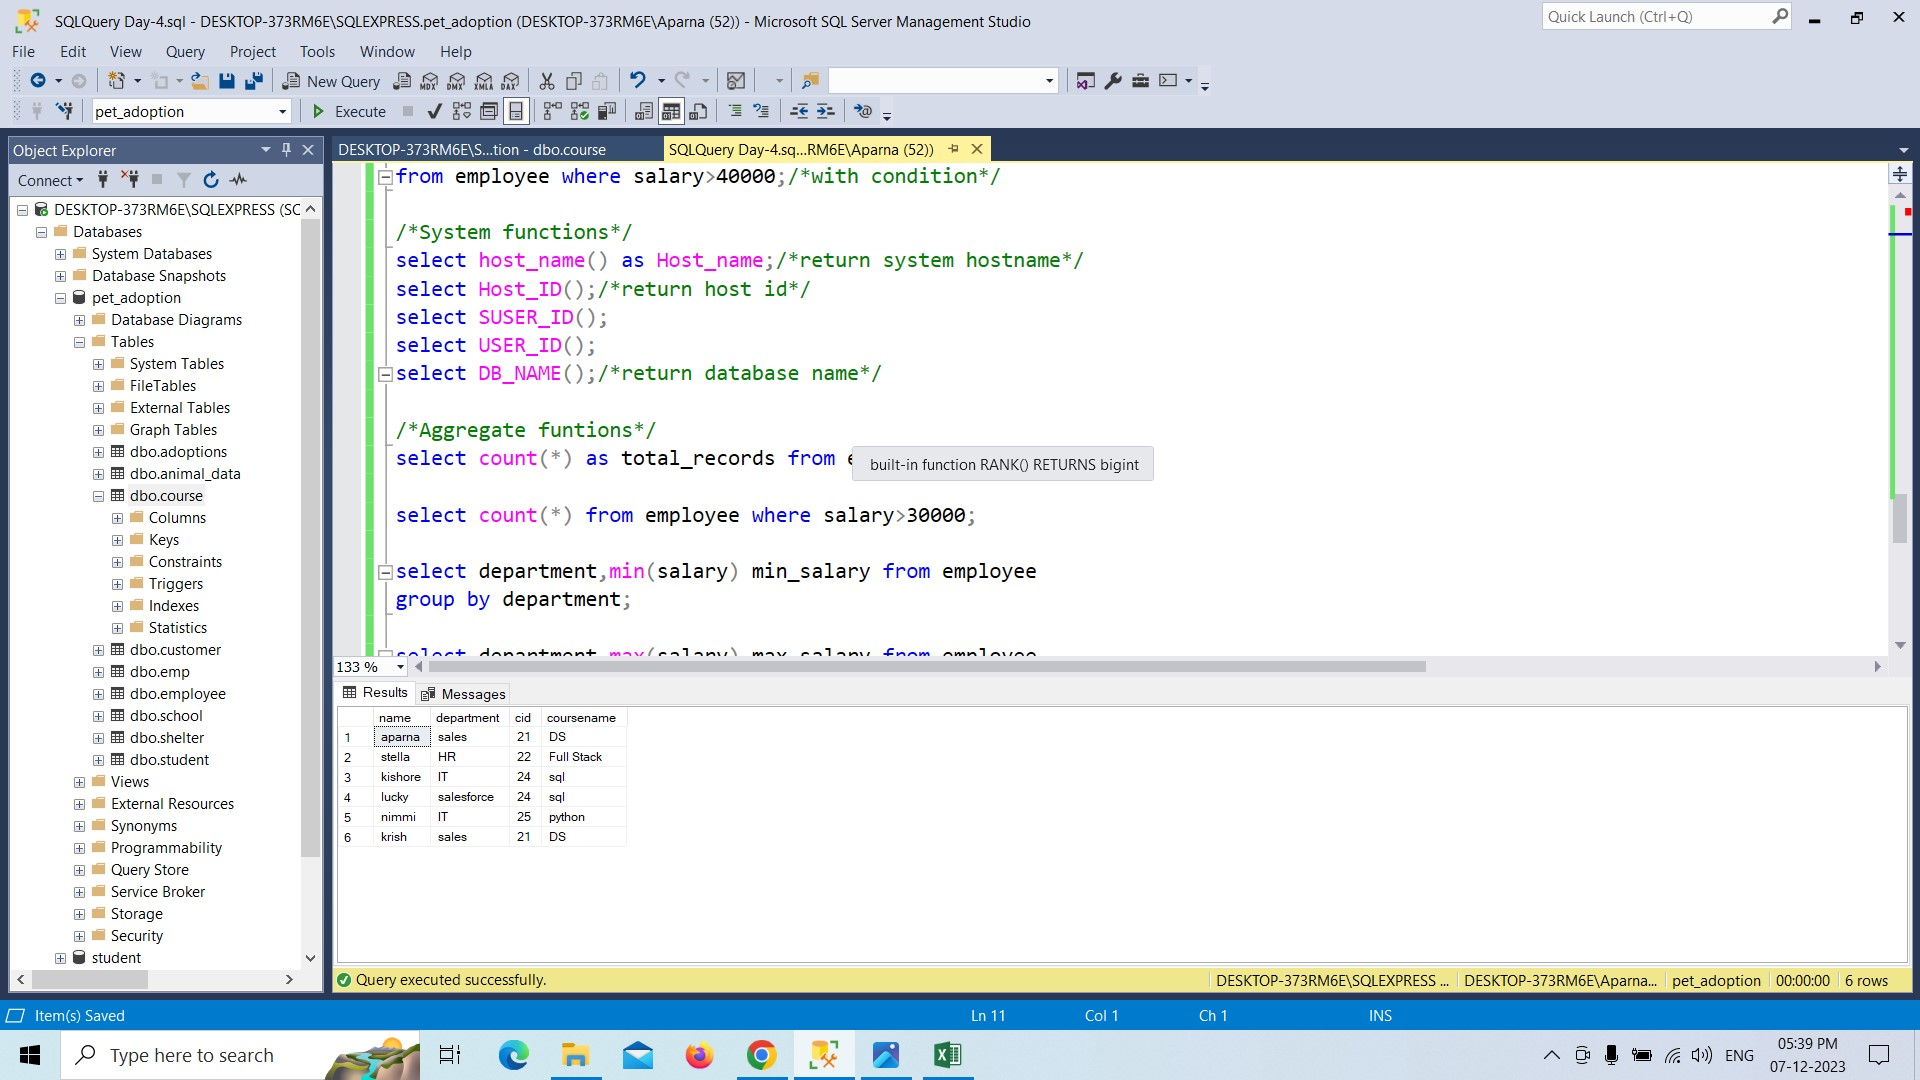 SQLQuery Day-4.sql - DESKTOP-373RM6E\SQLEXPRESS.pet_adoption (DESKTOP-373RM6E\Aparna (52)) - Microsoft SQL Server Management Studio
Quick Launch (Ctrl+Q)
File Edit View Query Project Tools Window Help
New Query
MDX DMX XMLA DAX
pet_adoption
Execute
Object Explorer
DESKTOP-373RM6E\S...tion - dbo.course
SQLQuery Day-4.sq...RM6E\Aparna (52))
Connect
DESKTOP-373RM6E\SQLEXPRESS (SC
Databases
System Databases
Database Snapshots
pet_adoption
Database Diagrams
Tables
System Tables
FileTables
External Tables
Graph Tables
dbo.adoptions
dbo.animal_data
dbo.course
Columns
Keys
Constraints
Triggers
Indexes
Statistics
dbo.customer
dbo.emp
dbo.employee
dbo.school
dbo.shelter
dbo.student
Views
External Resources
Synonyms
Programmability
Query Store
Service Broker
Storage
Security
student
from employee where salary>40000;/*with condition*/
/*System functions*/
select host_name() as Host_name;/*return system hostname*/
select Host_ID();/*return host id*/
select SUSER_ID();
select USER_ID();
select DB_NAME();/*return database name*/
/*Aggregate funtions*/
select count(*) as total_records from
built-in function RANK() RETURNS bigint
select count(*) from employee where salary>30000;
select department,min(salary) min_salary from employee
group by department;
select department,max(salary) max_salary from employee
133 %
Results Messages
name department cid coursename
1 aparna sales 21 DS
2 stella HR 22 Full Stack
3 kishore IT 24 sql
4 lucky salesforce 24 sql
5 nimmi IT 25 python
6 krish sales 21 DS
Query executed successfully.
DESKTOP-373RM6E\SQLEXPRESS ... DESKTOP-373RM6E\Aparna... pet_adoption 00:00:00 6 rows
Item(s) Saved
Ln 11 Col 1 Ch 1 INS
Type here to search
ENG
05:39 PM
07-12-2023